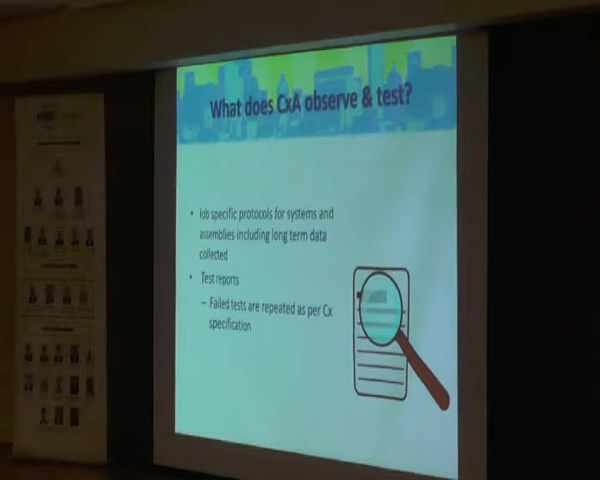 What does CxA observe & test?
• Job specific protocols for systems and
assemblies including long term data
collected
• Test reports
– Failed tests are repeated as per Cx
specification